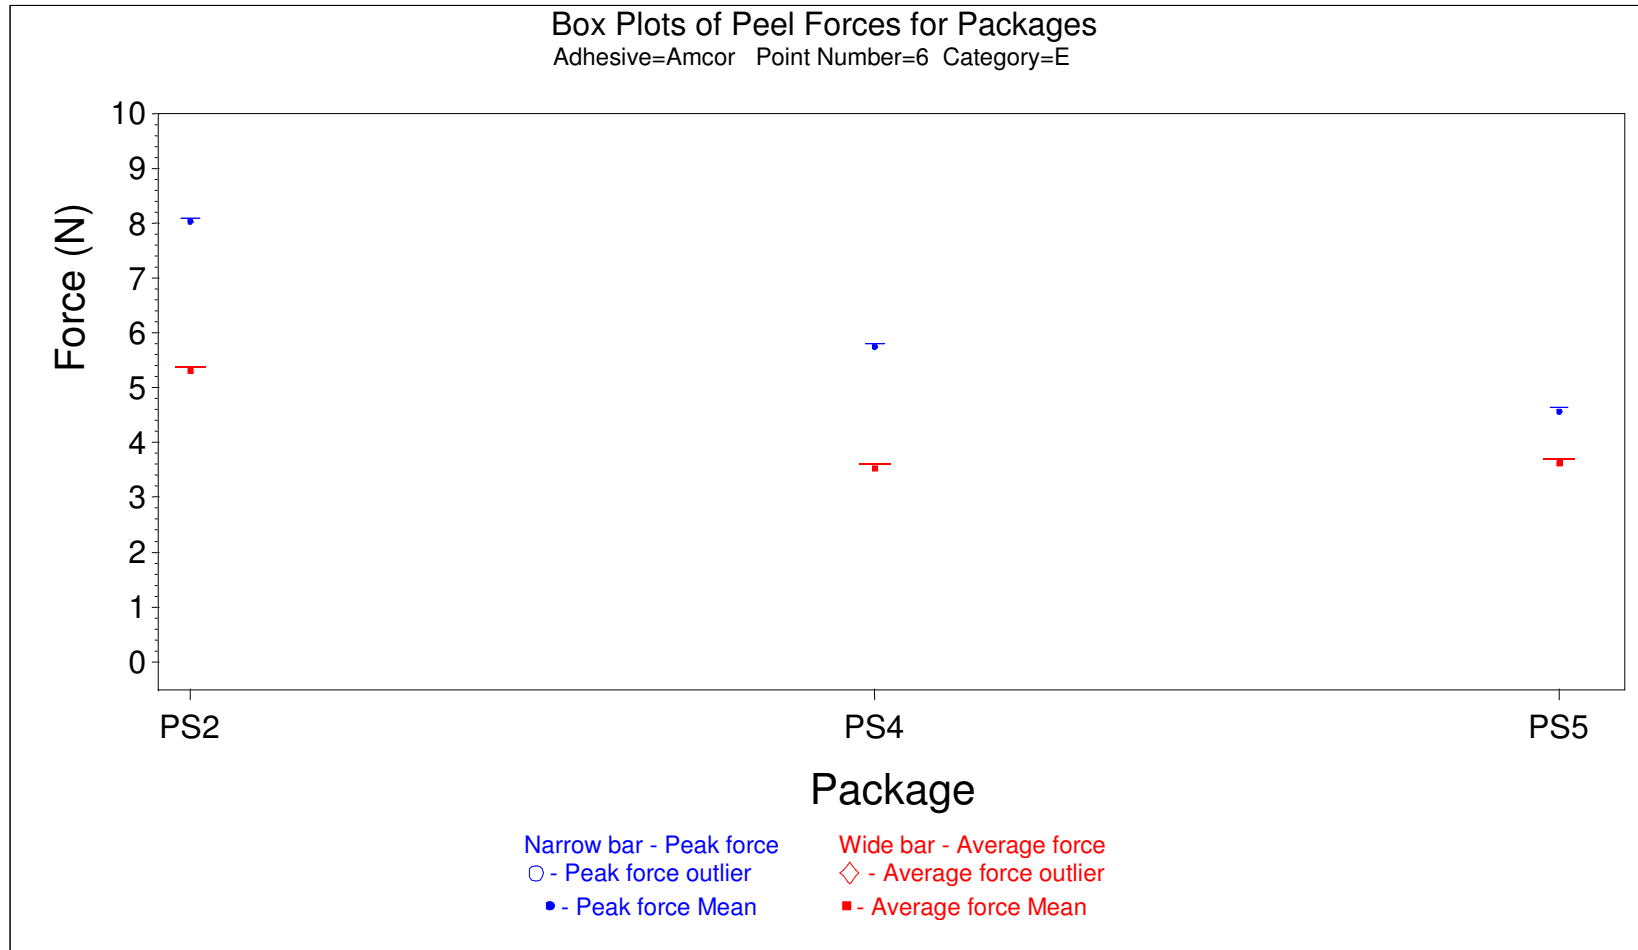 Box Plots of Peel Forces for Packages
Adhesive=Amcor Point Number=6 Category=E
Force (N)
10
9
8
7
6
5
4
3
2
1
0
PS2 PS4 PS5
Package
Narrow bar - Peak force Wide bar - Average force
- Peak force outlier - Average force outlier
- Peak force Mean - Average force Mean